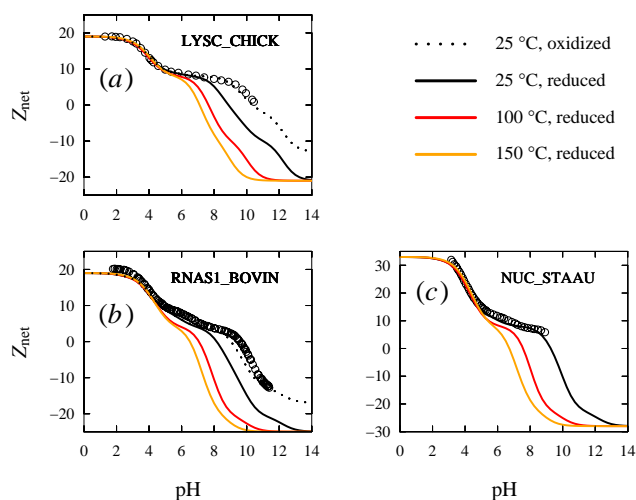 LYSC_CHICK
(a)
Z_net
20
10
0
−10
−20
0 2 4 6 8 10 12 14
25 °C, oxidized
25 °C, reduced
100 °C, reduced
150 °C, reduced
RNAS1_BOVIN
(b)
Z_net
20
10
0
−10
−20
0 2 4 6 8 10 12 14
pH
NUC_STAAU
(c)
30
20
10
0
−10
−20
−30
0 2 4 6 8 10 12 14
pH